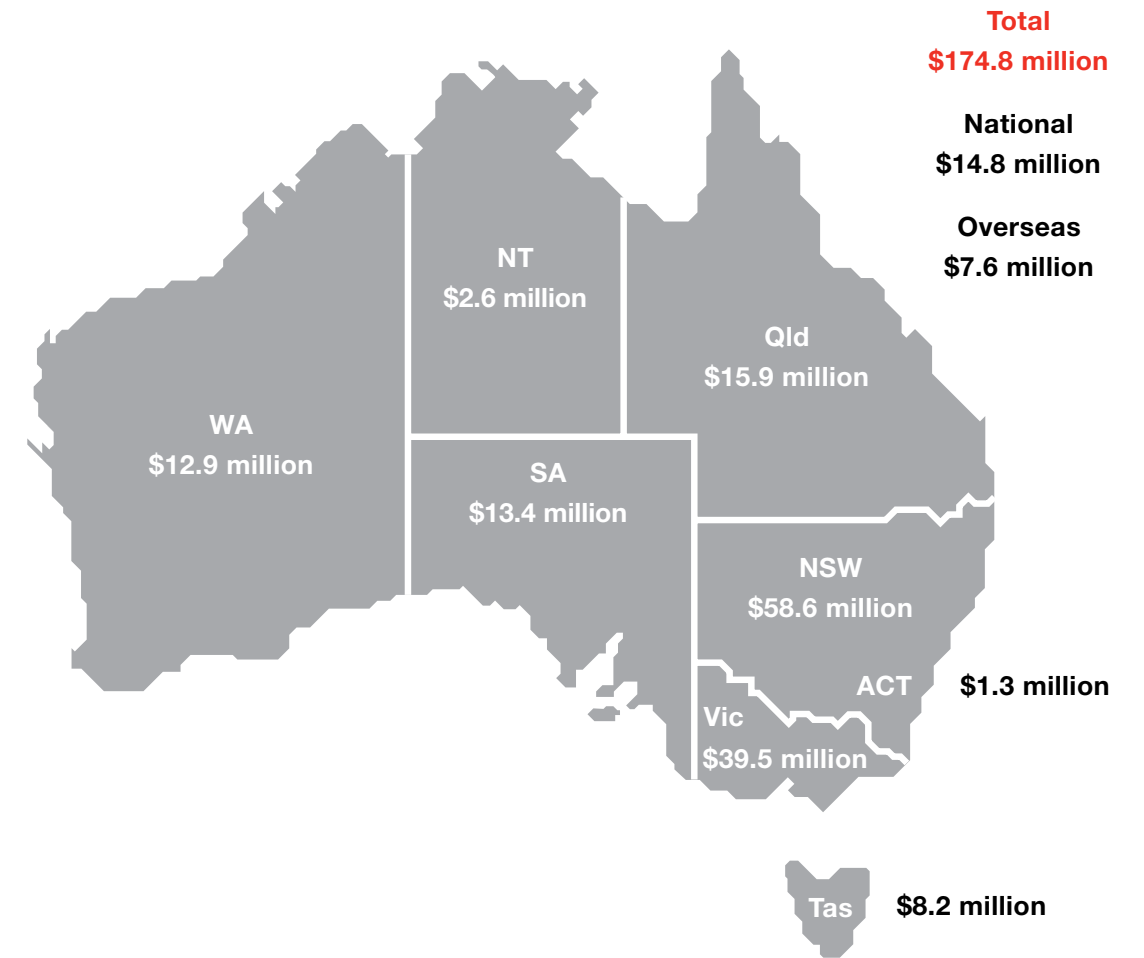 Total
$174.8 million
National
$14.8 million
Overseas
$7.6 million
NT
$2.6 million
Qld
$15.9 million
WA
$12.9 million
SA
$13.4 million
NSW
$58.6 million
ACT $1.3 million
Vic
$39.5 million
Tas $8.2 million